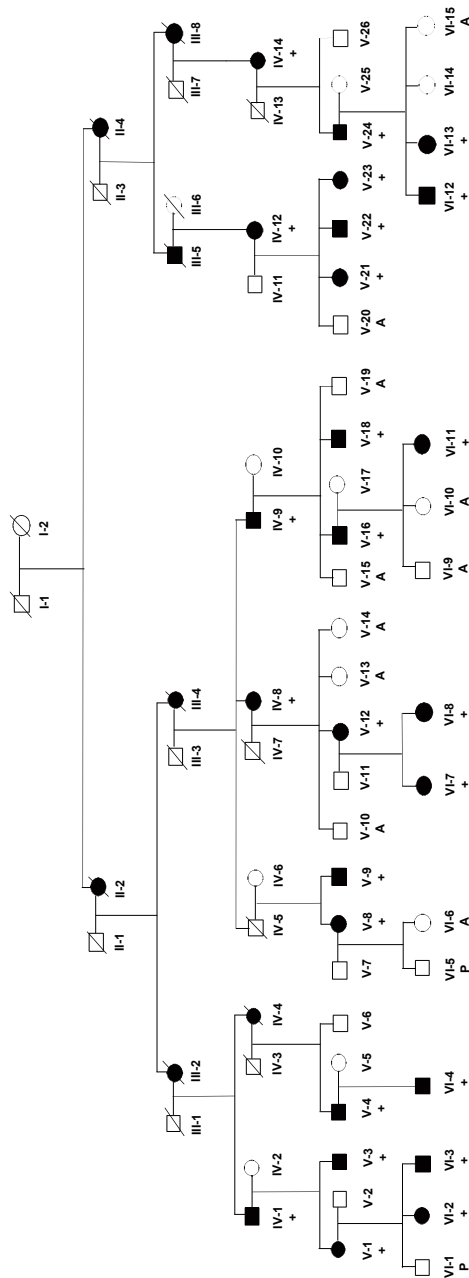 I-1 I-2
II-1 II-2 II-3 II-4
III-1 III-2 III-3 III-4 III-5 III-6 III-7 III-8
IV-1 IV-2 IV-3 IV-4 IV-5 IV-6 IV-7 IV-8 IV-9 IV-10 IV-11 IV-12 IV-13 IV-14
+ + + + +
V-1 V-2 V-3 V-4 V-5 V-6 V-7 V-8 V-9 V-10 V-11 V-12 V-13 V-14 V-15 V-16 V-17 V-18 V-19 V-20 V-21 V-22 V-23 V-24 V-25 V-26
+ + + + + A + A A A + + A A + + + +
VI-1 VI-2 VI-3 VI-4 VI-5 VI-6 VI-7 VI-8 VI-9 VI-10 VI-11 VI-12 VI-13 VI-14 VI-15
P + + + P A + + A A + + + A